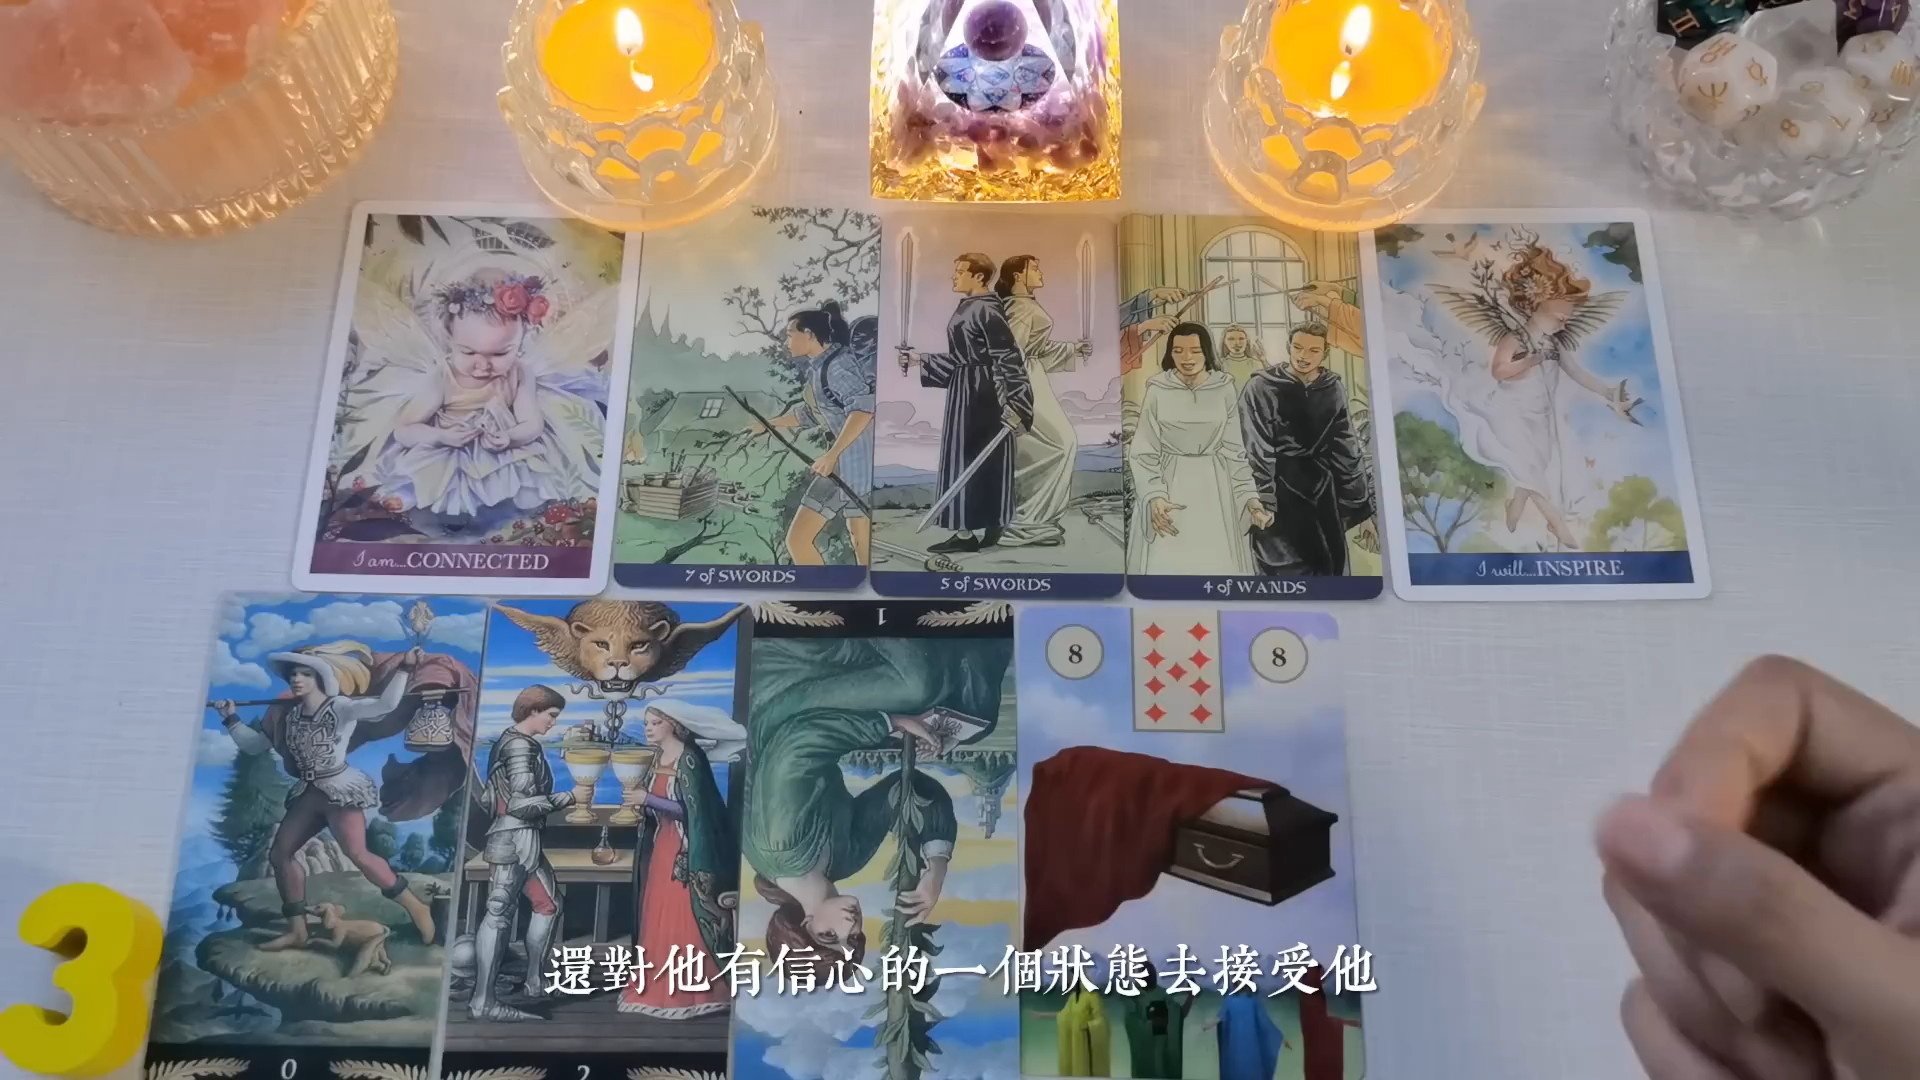 I am...CONNECTED
7 of SWORDS
5 of SWORDS
4 of WANDS
I will...INSPIRE
1
8
8
3
還對他有信心的一個狀態去接受他
0
2